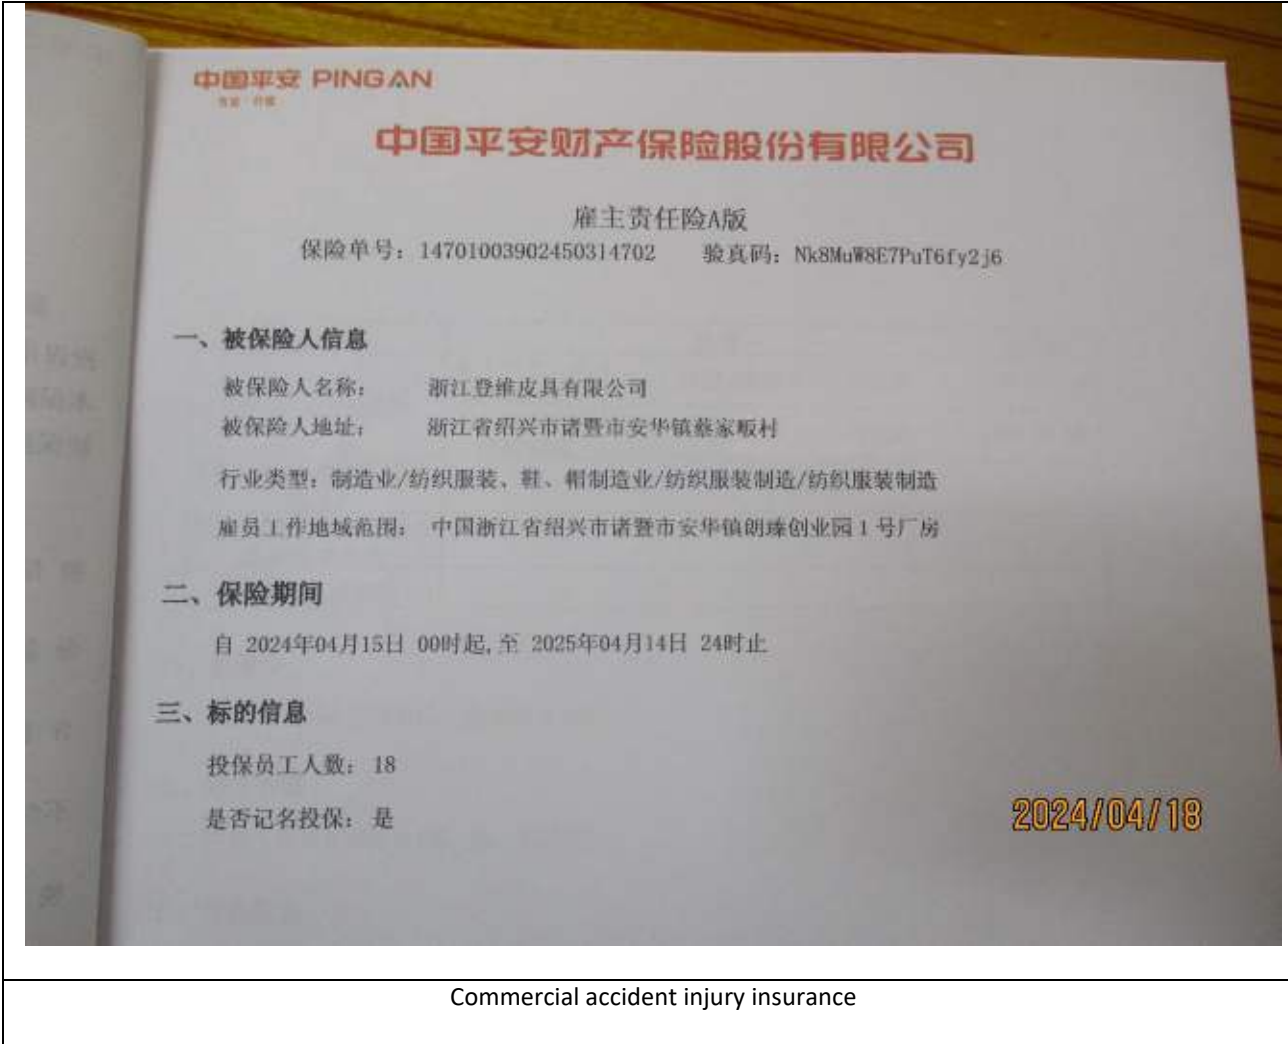 中国平安 PINGAN
中国平安财产保险股份有限公司
雇主责任险A版
保险单号：14701003902450314702 验真码：Nk8MuW8E7PuT6fy2j6
一、被保险人信息
被保险人名称： 浙江登维皮具有限公司
被保险人地址： 浙江省绍兴市诸暨市安华镇蔡家畈村
行业类型：制造业/纺织服装、鞋、帽制造业/纺织服装制造/纺织服装制造
雇员工作地域范围： 中国浙江省绍兴市诸暨市安华镇朗臻创业园1号厂房
二、保险期间
自 2024年04月15日 00时起,至 2025年04月14日 24时止
三、标的信息
投保员工人数：18
是否记名投保：是
2024/04/18
Commercial accident injury insurance